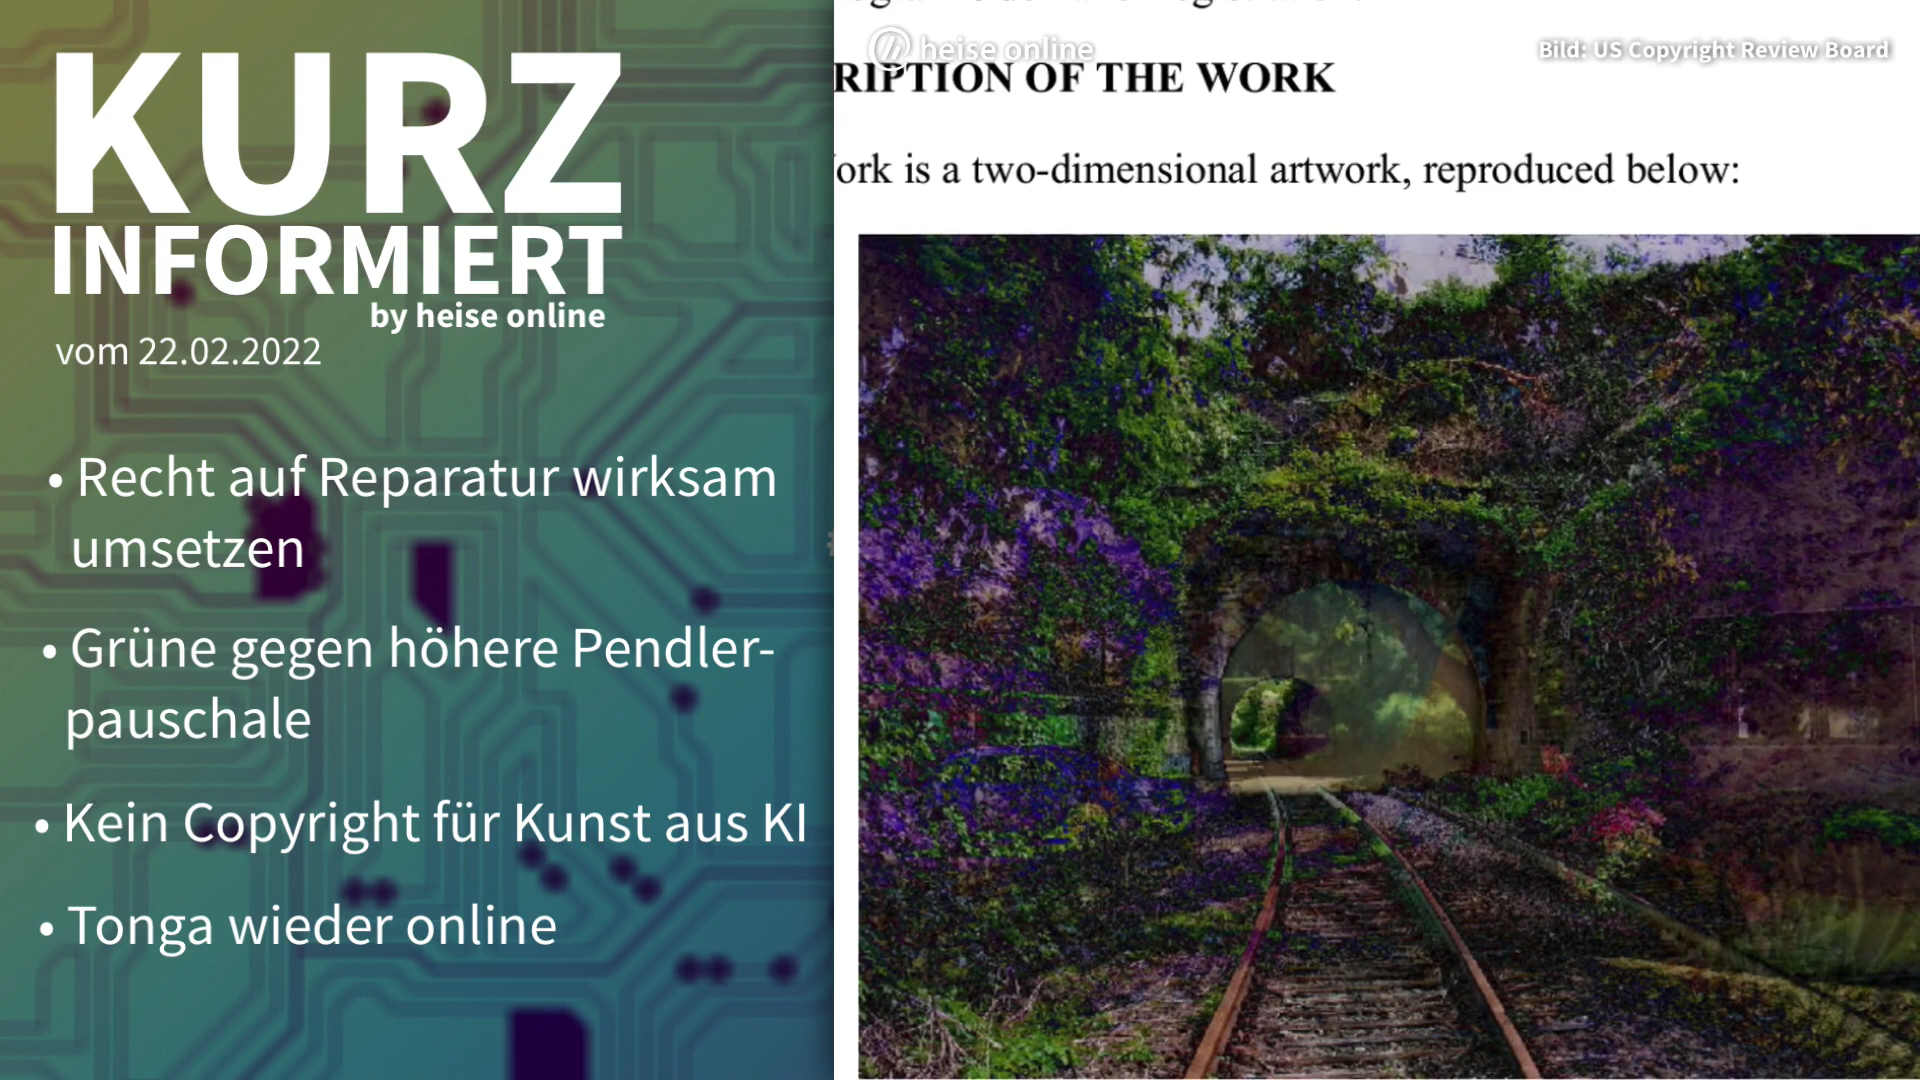 KURZ
INFORMIERT
by heise online
vom 22.02.2022
• Recht auf Reparatur wirksam
umsetzen
• Grüne gegen höhere Pendler-
pauschale
• Kein Copyright für Kunst aus KI
• Tonga wieder online
heise online
Bild: US Copyright Review Board
RIPTION OF THE WORK
ork is a two-dimensional artwork, reproduced below: